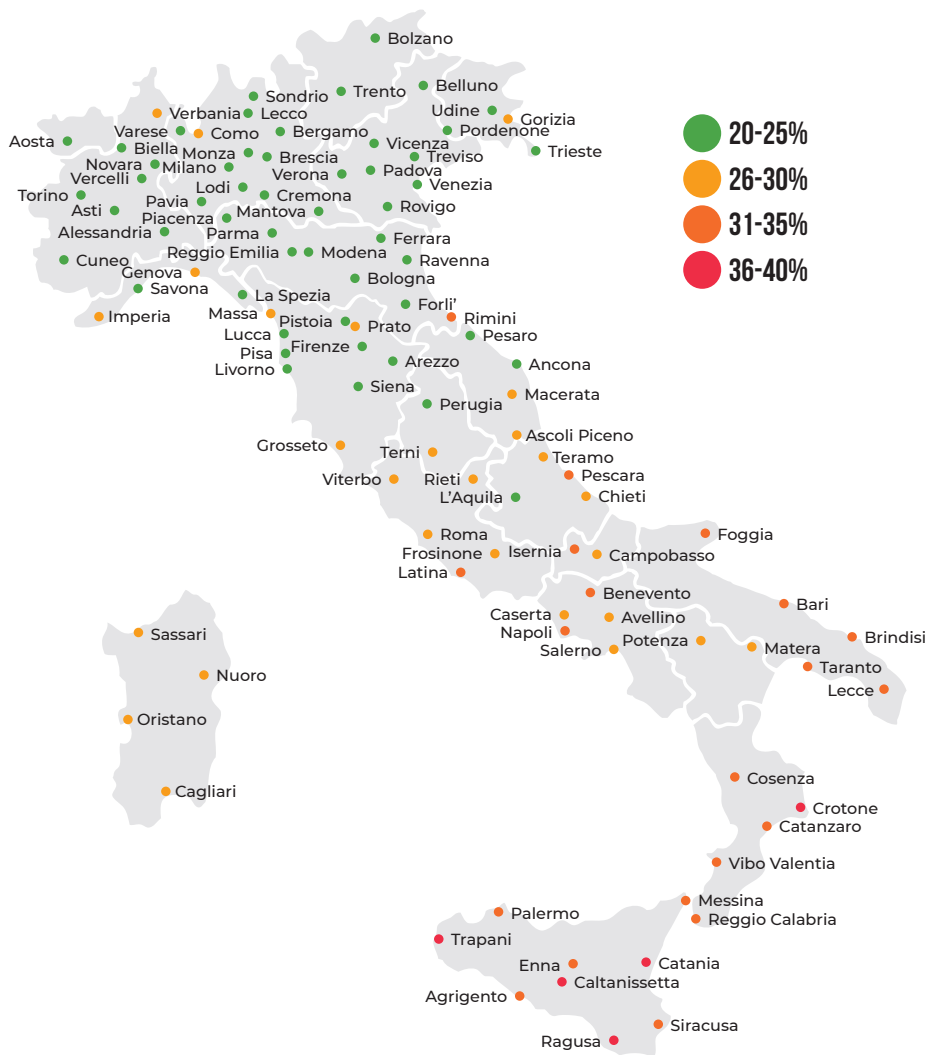 Bolzano
Trento
Belluno
Sondrio
Udine
Verbania
Lecco
Gorizia
Varese
Como
Bergamo
Pordenone
Aosta
Biella
Monza
Brescia
Vicenza
Treviso
Trieste
Novara
Milano
Verona
Padova
Vercelli
Venezia
Torino
Lodi
Cremona
Asti
Pavia
Mantova
Rovigo
Piacenza
Alessandria
Parma
Ferrara
Cuneo
Reggio Emilia
Modena
Ravenna
Genova
Bologna
Savona
La Spezia
Forli’
Imperia
Massa
Pistoia
Prato
Rimini
Lucca
Firenze
Pesaro
Pisa
Arezzo
Ancona
Livorno
Siena
Macerata
Perugia
Grosseto
Ascoli Piceno
Terni
Teramo
Viterbo
Rieti
Pescara
L’Aquila
Chieti
Roma
Foggia
Frosinone
Isernia
Campobasso
Latina
Benevento
Bari
Caserta
Avellino
Napoli
Brindisi
Salerno
Potenza
Matera
Taranto
Lecce
Sassari
Nuoro
Oristano
Cagliari
Cosenza
Crotone
Catanzaro
Vibo Valentia
Messina
Palermo
Reggio Calabria
Trapani
Enna
Catania
Caltanissetta
Agrigento
Siracusa
Ragusa
20-25%
26-30%
31-35%
36-40%